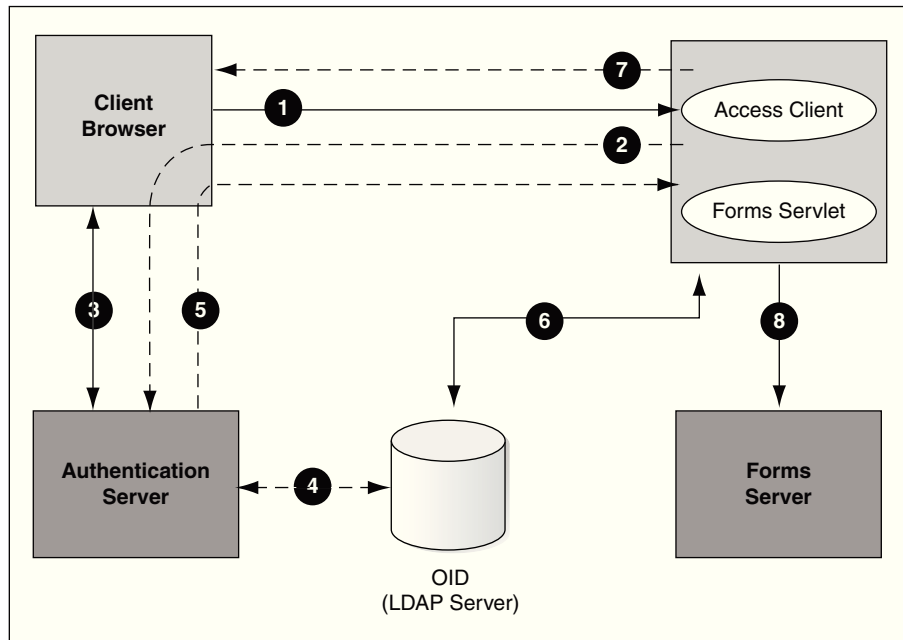 7
Client
Browser
1
Access Client
2
Forms Servlet
3
5
6
8
Authentication
Server
4
Forms
Server
OID
(LDAP Server)